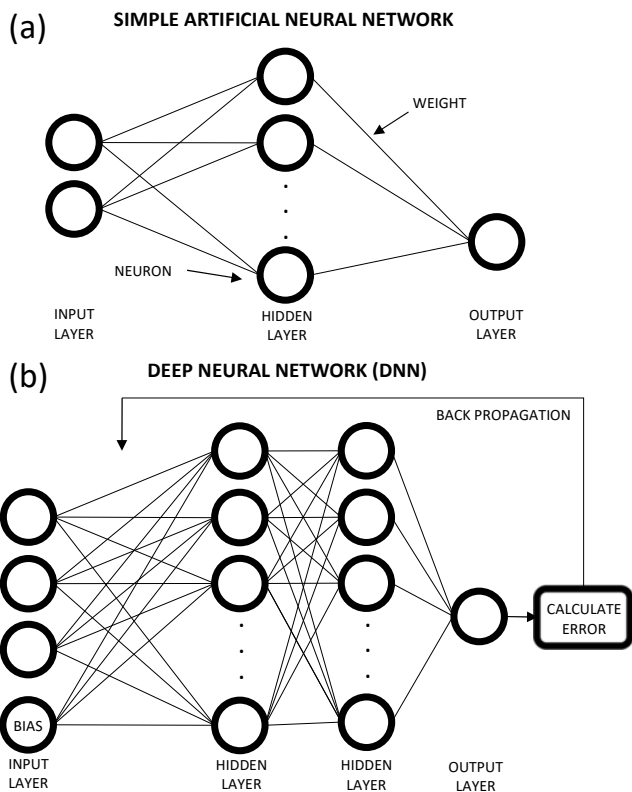 (a)
SIMPLE ARTIFICIAL NEURAL NETWORK
WEIGHT
NEURON
INPUT
LAYER
HIDDEN
LAYER
OUTPUT
LAYER
(b)
DEEP NEURAL NETWORK (DNN)
BACK PROPAGATION
CALCULATE
ERROR
BIAS
INPUT
LAYER
HIDDEN
LAYER
HIDDEN
LAYER
OUTPUT
LAYER